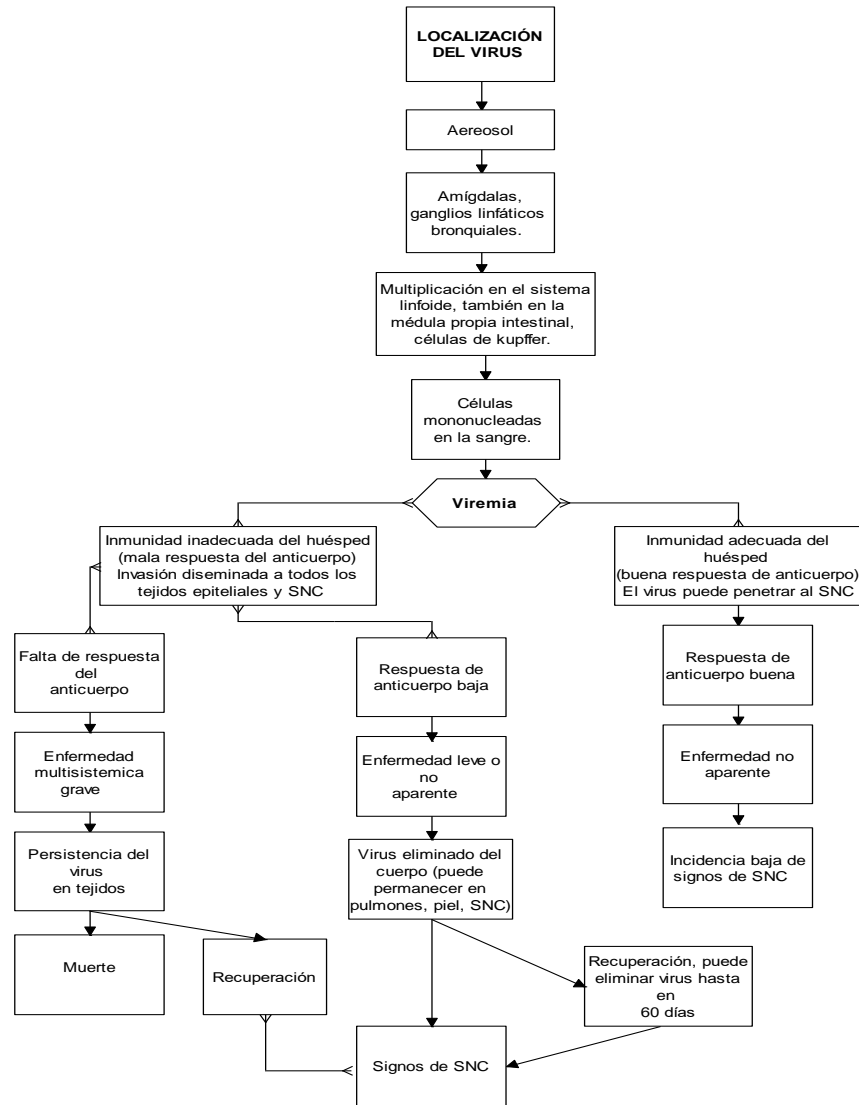 LOCALIZACIÓN
DEL VIRUS
Aereosol
Amígdalas,
ganglios linfáticos
bronquiales.
Multiplicación en el sistema
linfoide, también en la
médula propia intestinal,
células de kupffer.
Células
mononucleadas
en la sangre.
Viremia
Inmunidad inadecuada del huésped
(mala respuesta del anticuerpo)
Invasión diseminada a todos los
tejidos epiteliales y SNC
Inmunidad adecuada del
huésped
(buena respuesta de anticuerpo)
El virus puede penetrar al SNC
Falta de respuesta
del
anticuerpo
Respuesta de
anticuerpo baja
Respuesta de
anticuerpo buena
Enfermedad
multisistemica
grave
Enfermedad leve o
no
aparente
Enfermedad no
aparente
Persistencia del
virus
en tejidos
Virus eliminado del
cuerpo (puede
permanecer en
pulmones, piel, SNC)
Incidencia baja de
signos de SNC
Muerte
Recuperación
Recuperación, puede
eliminar virus hasta
en
60 días
Signos de SNC